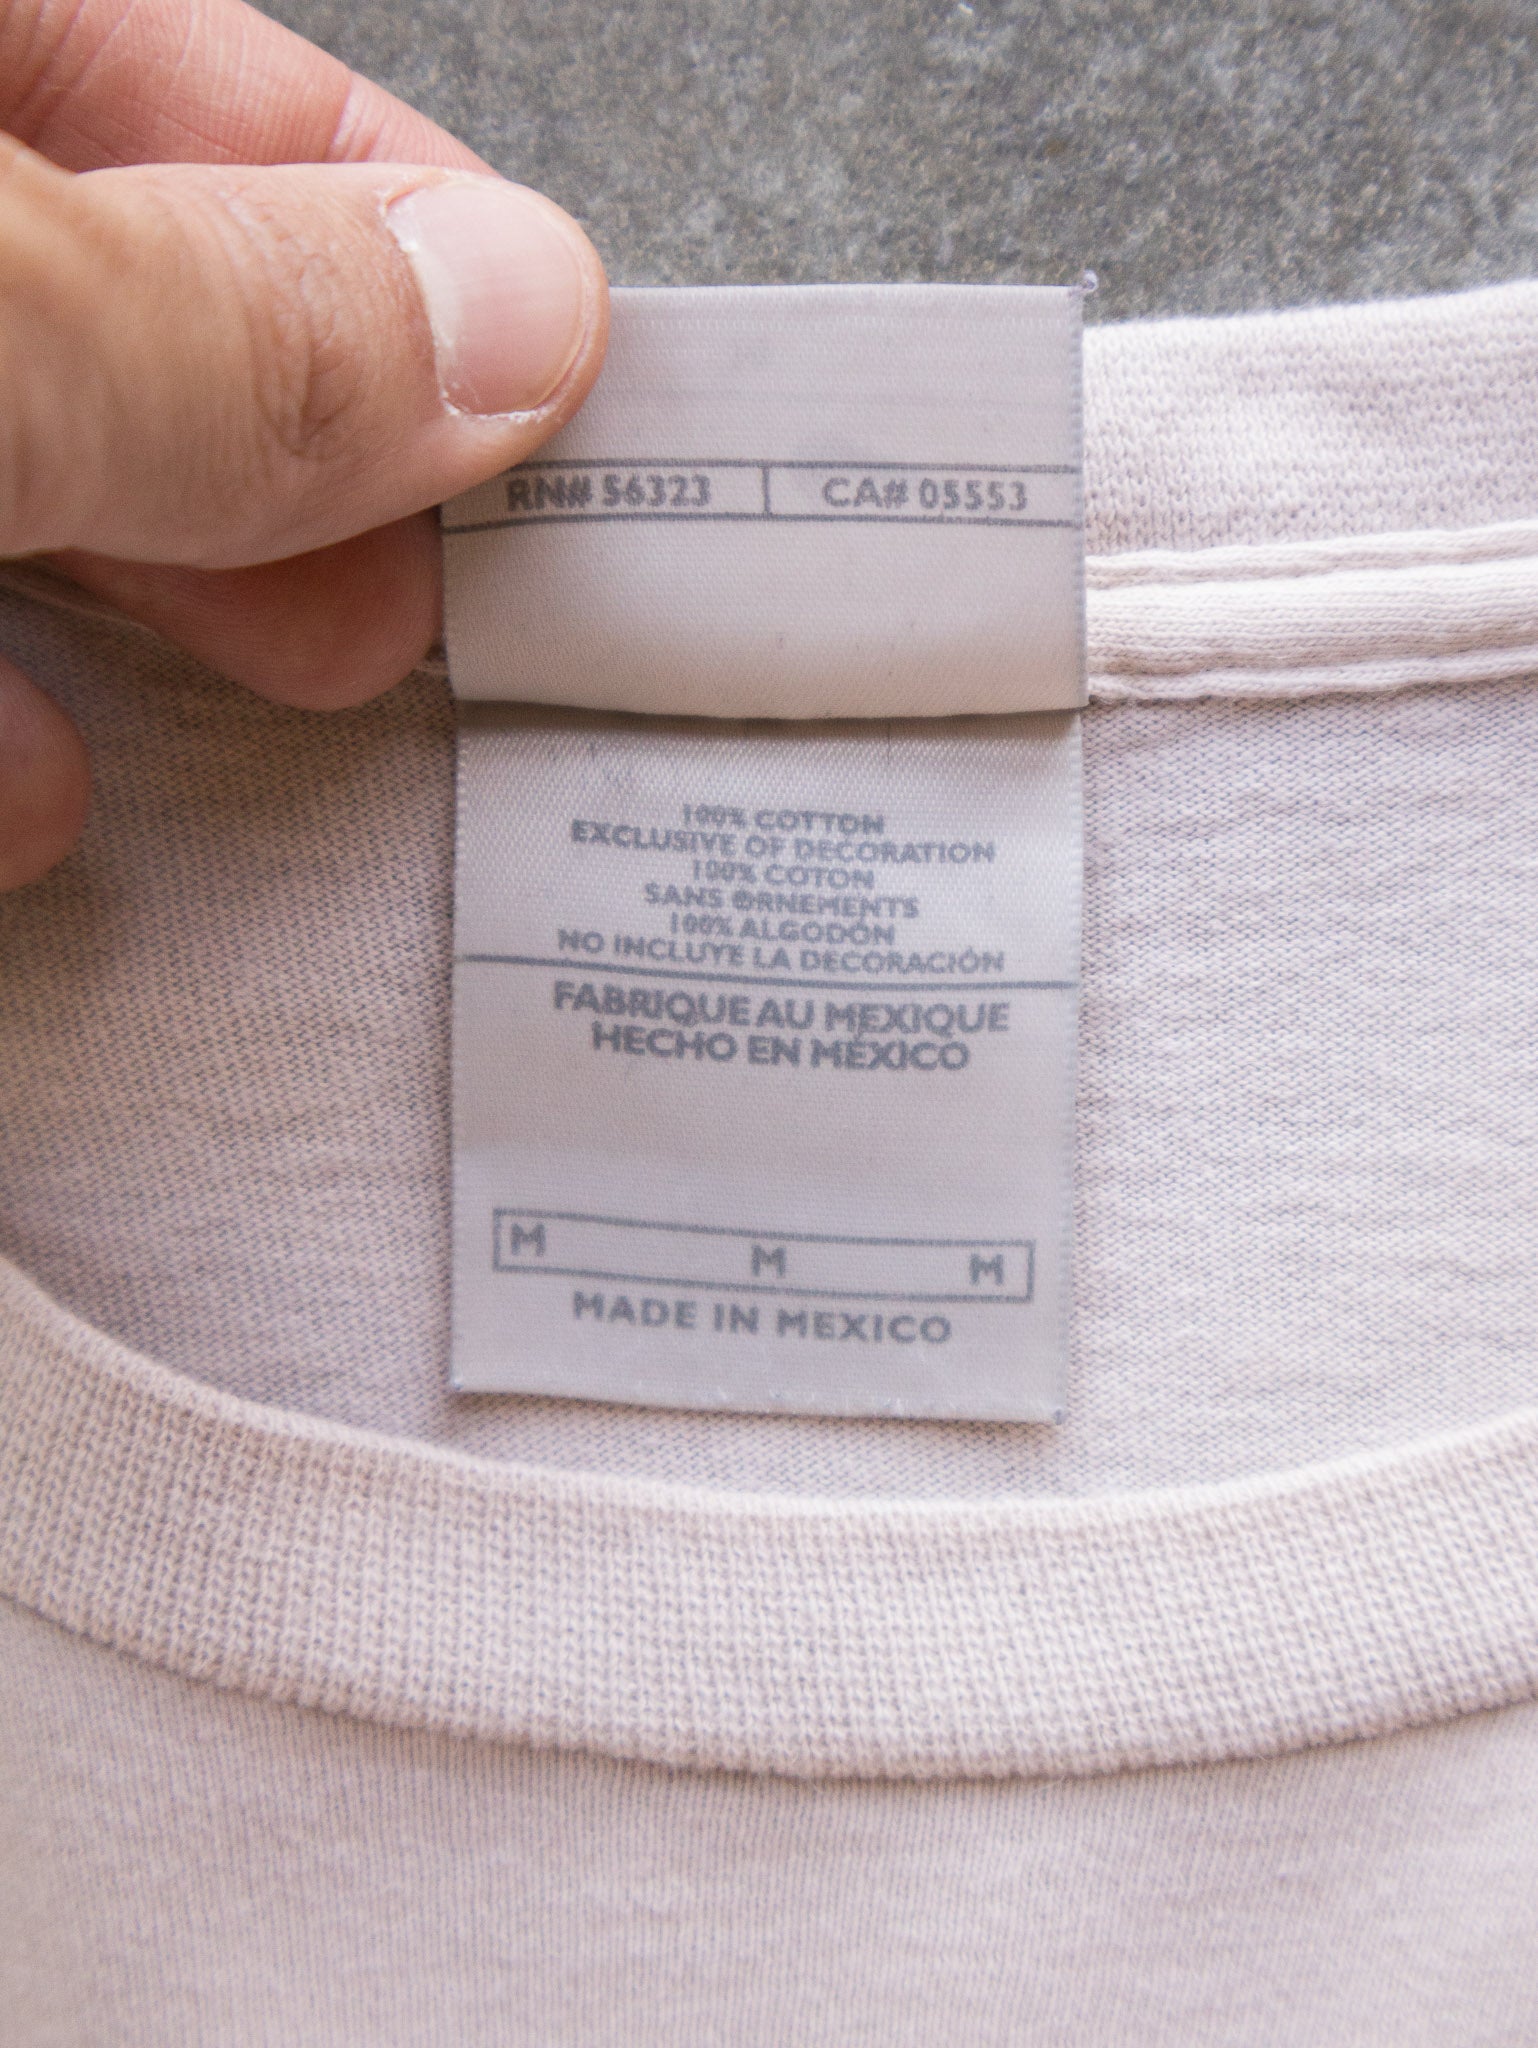 RN# 56323 CA# 05553
100% COTTON
EXCLUSIVE OF DECORATION
100% COTON
SANS ORNEMENTS
100% ALGODÓN
NO INCLUYE LA DECORACIÓN
FABRIQUE AU MEXIQUE
HECHO EN MÉXICO
M M M
MADE IN MEXICO